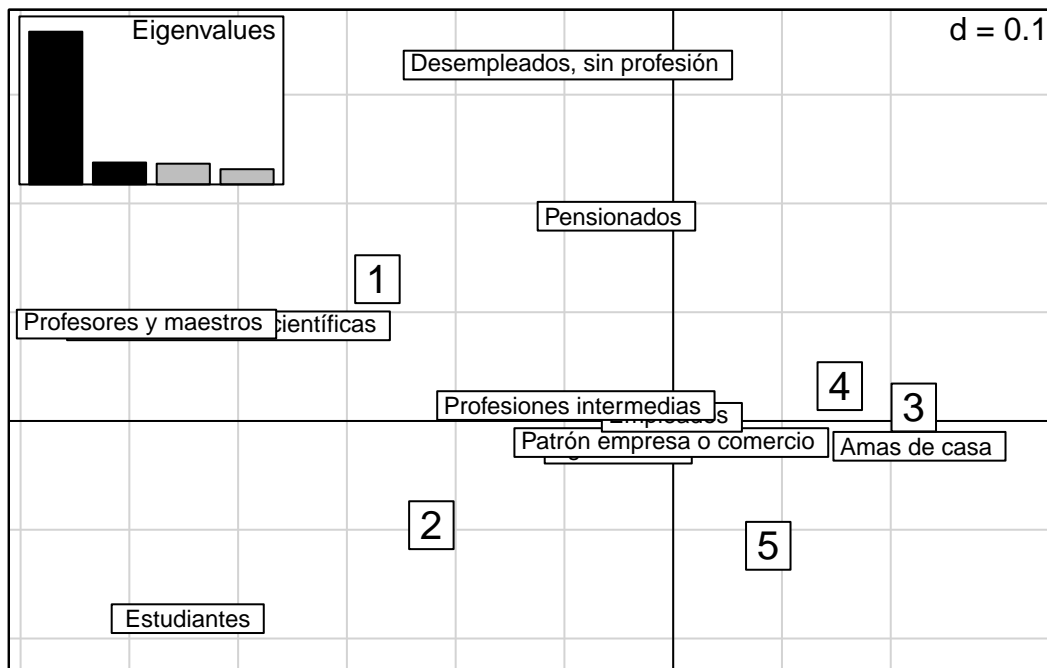 Eigenvalues
d = 0.1
Desempleados, sin profesión
Pensionados
1
Profesores y maestros
científicas
4
3
Profesiones intermedias
Empleados
Patrón empresa o comercio
Amas de casa
2
5
Estudiantes